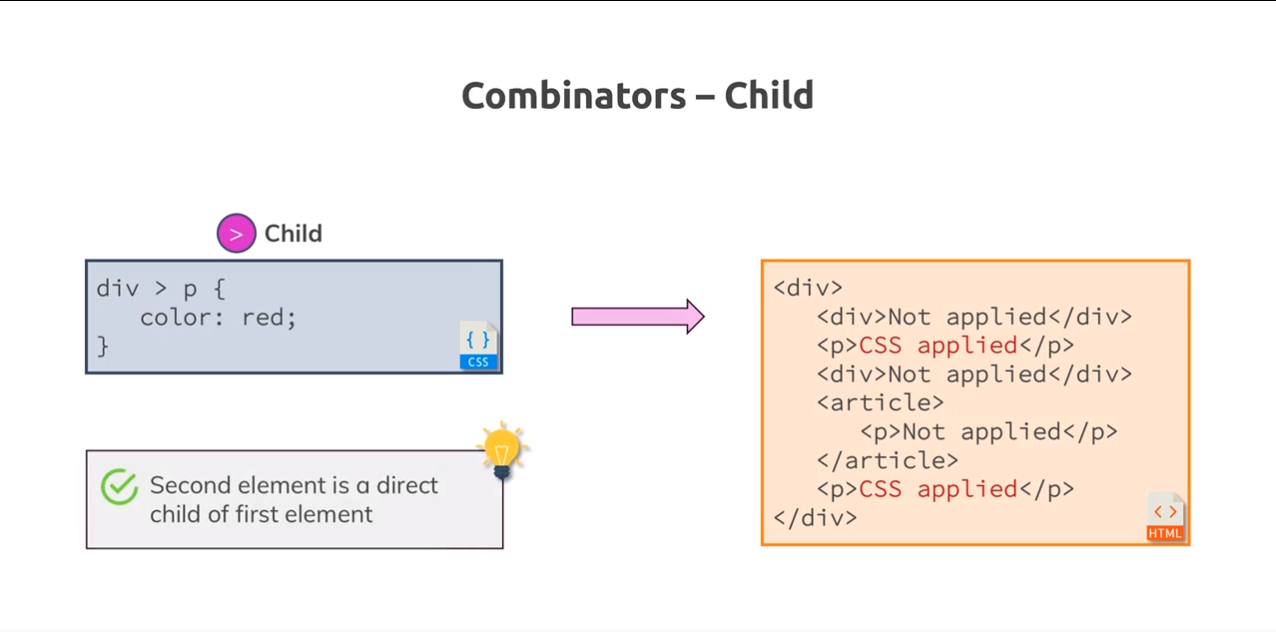 Combinators – Child
> Child
div > p {
   color: red;
}
{ }
CSS
Second element is a direct
child of first element
<div>
   <div>Not applied</div>
   <p>CSS applied</p>
   <div>Not applied</div>
   <article>
      <p>Not applied</p>
   </article>
   <p>CSS applied</p>
</div>
< >
HTML